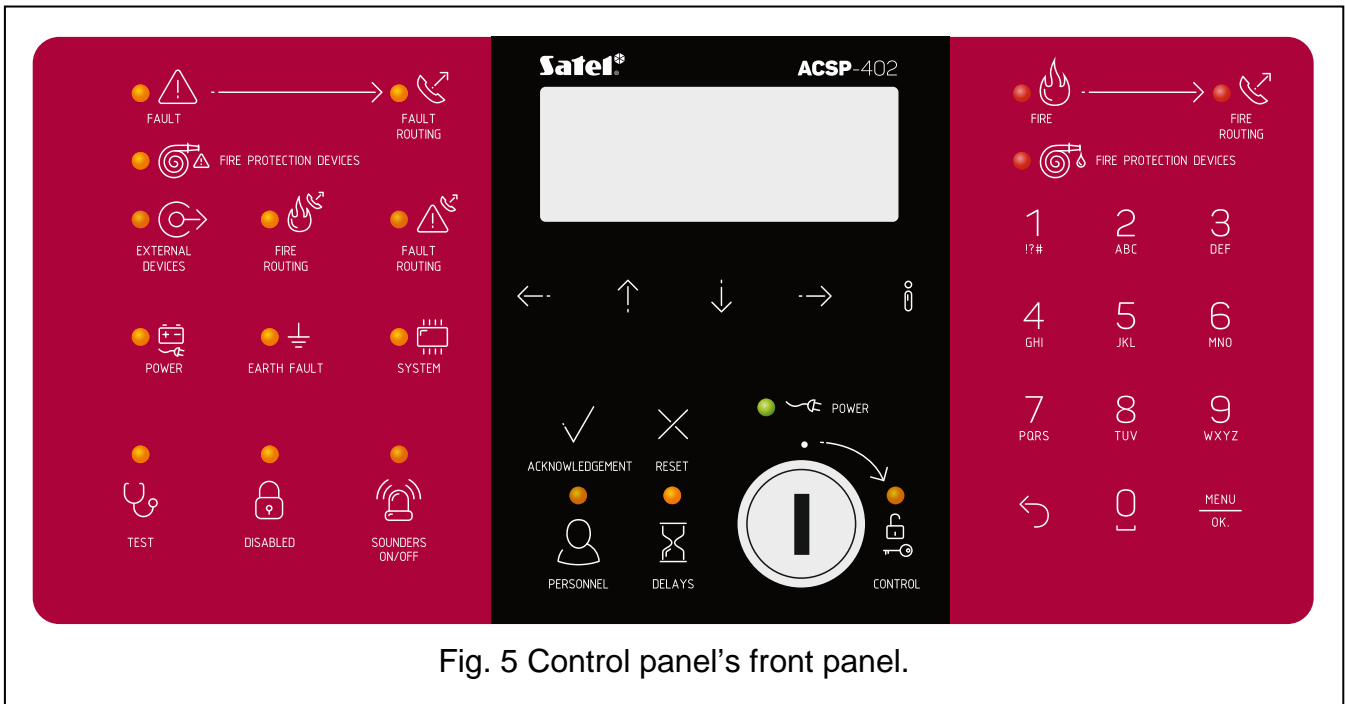 Satel®
ACSP-402
FAULT
FAULT
ROUTING
FIRE PROTECTION DEVICES
EXTERNAL
DEVICES
FIRE
ROUTING
FAULT
ROUTING
POWER
EARTH FAULT
SYSTEM
TEST
DISABLED
SOUNDERS
ON/OFF
ACKNOWLEDGEMENT
RESET
POWER
PERSONNEL
DELAYS
CONTROL
FIRE
FIRE
ROUTING
FIRE PROTECTION DEVICES
1
!?#
2
ABC
3
DEF
4
GHI
5
JKL
6
MNO
7
PQRS
8
TUV
9
WXYZ
0
MENU
OK.
Fig. 5 Control panel’s front panel.